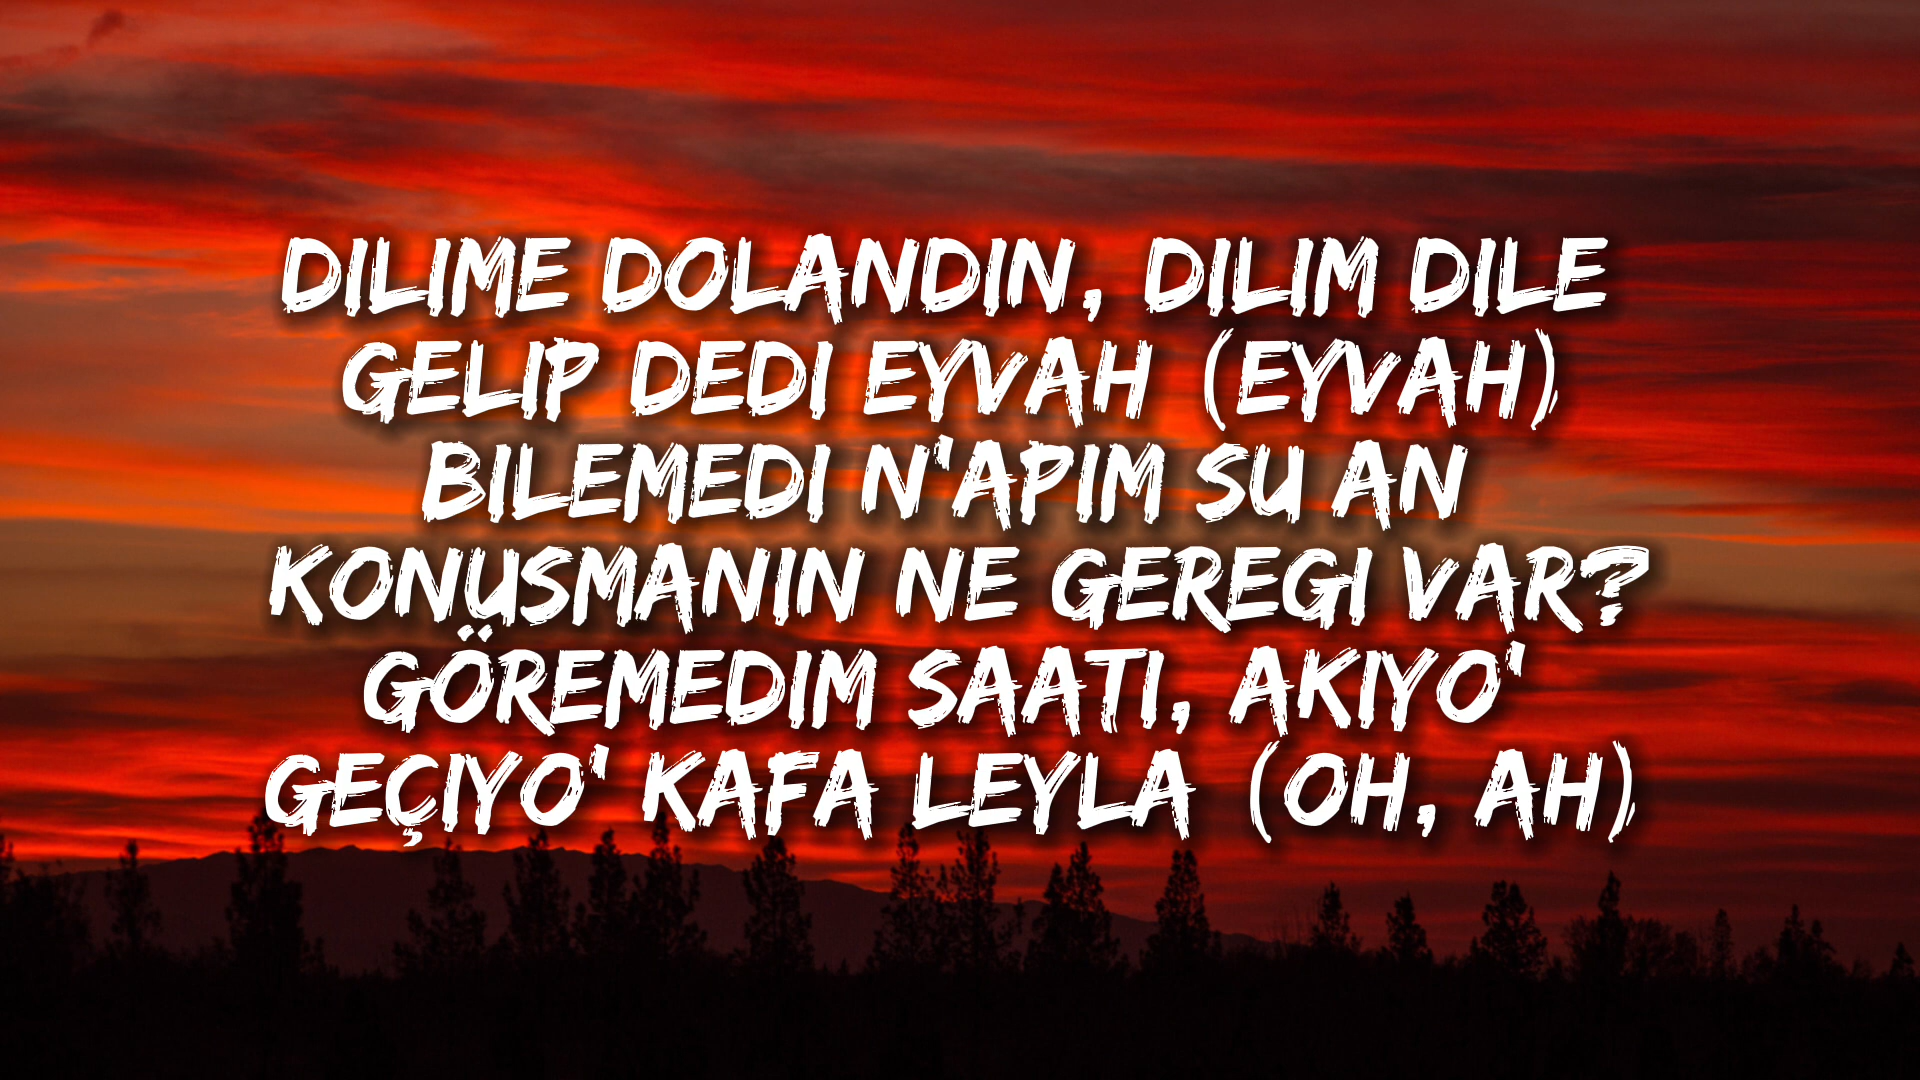 DILIME DOLANDIN, DILIM DILE
GELIP DEDI EYVAH (EYVAH)
BILEMEDI N'APIM SU AN
KONUSMANIN NE GEREGI VAR?
GÖREMEDIM SAATI, AKIYO'
GEÇIYO' KAFA LEYLA (OH, AH)